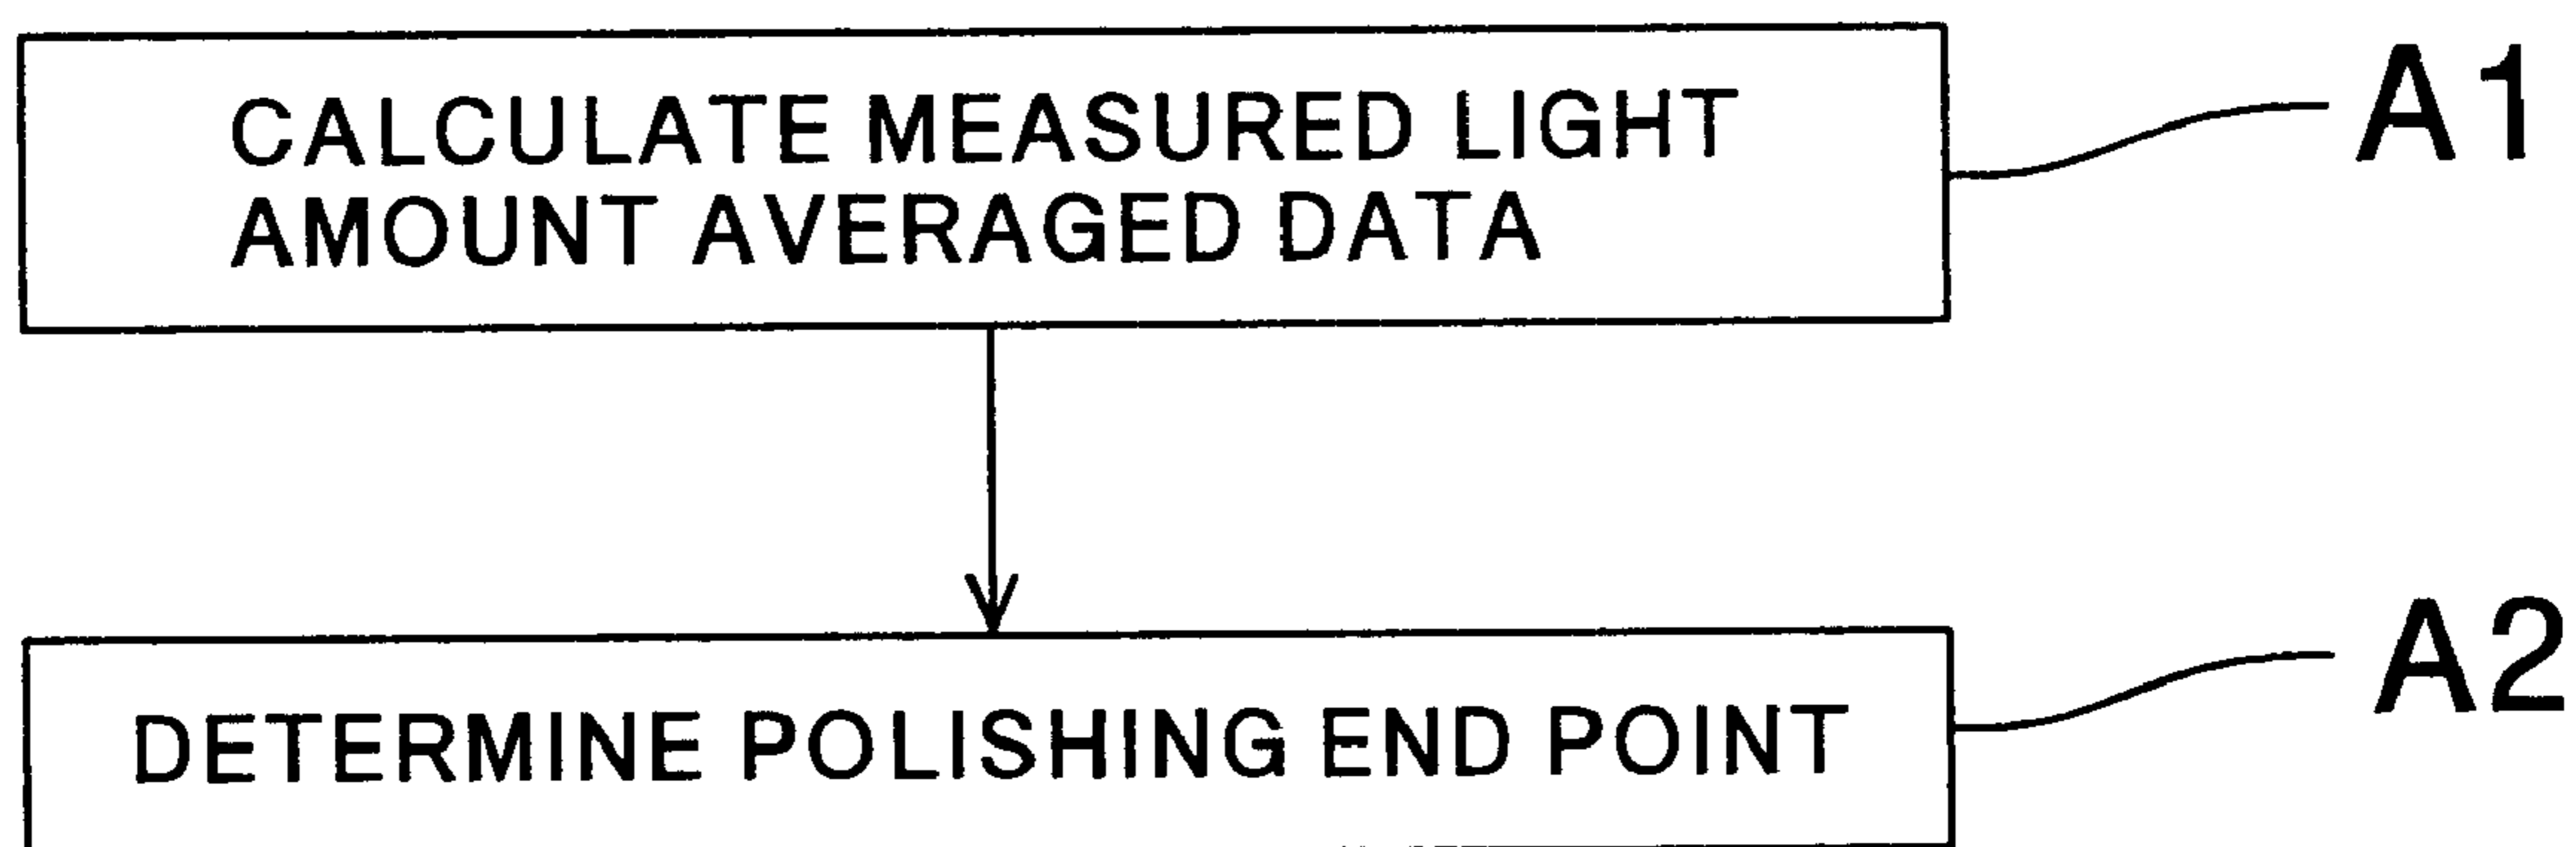 CALCULATE MEASURED LIGHT
AMOUNT AVERAGED DATA
A1
DETERMINE POLISHING END POINT
A2